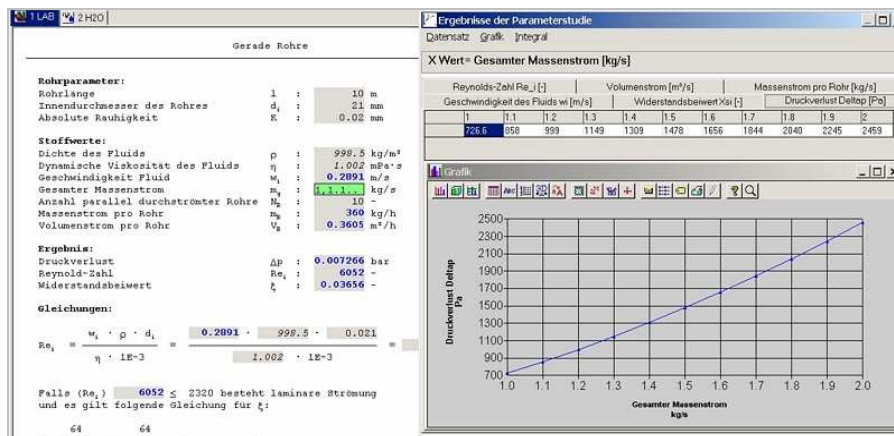 1 LAB 2 H2O
Gerade Rohre
Rohrparameter:
Rohrlänge l : 10 m
Innendurchmesser des Rohres di : 21 mm
Absolute Rauhigkeit K : 0.02 mm
Stoffwerte:
Dichte des Fluids ρ : 998.5 kg/m³
Dynamische Viskosität des Fluids η : 1.002 mPa·s
Geschwindigkeit Fluid wi : 0.2891 m/s
Gesamter Massenstrom mg : 1,1.1.. kg/s
Anzahl parallel durchströmter Rohre NR : 10 -
Massenstrom pro Rohr mR : 360 kg/h
Volumenstrom pro Rohr VR : 0.3605 m³/h
Ergebnis:
Druckverlust Δp : 0.007266 bar
Reynold-Zahl Rei : 6052 -
Widerstandsbeiwert ξ : 0.03656 -
Gleichungen:
wi · ρ · di 0.2891 · 998.5 · 0.021
Rei = = =
η · 1E-3 1.002 · 1E-3
Falls (Rei) 6052 ≤ 2320 besteht laminare Strömung
und es gilt folgende Gleichung für ξ:
64 64
Ergebnisse der Parameterstudie
Datensatz Grafik Integral
X Wert= Gesamter Massenstrom [kg/s]
Reynolds-Zahl Re_i [-] Volumenstrom [m³/s] Massenstrom pro Rohr [kg/s]
Geschwindigkeit des Fluids wi [m/s] Widerstandsbeiwert Xsi [-] Druckverlust Deltap [Pa]
1 1.1 1.2 1.3 1.4 1.5 1.6 1.7 1.8 1.9 2
726.6 858 999 1149 1309 1478 1656 1844 2040 2245 2459
Grafik
2500
2300
2100
1900
1700
1500
1300
1100
900
700
Druckverlust Deltap
Pa
1.0 1.1 1.2 1.3 1.4 1.5 1.6 1.7 1.8 1.9 2.0
Gesamter Massenstrom
kg/s